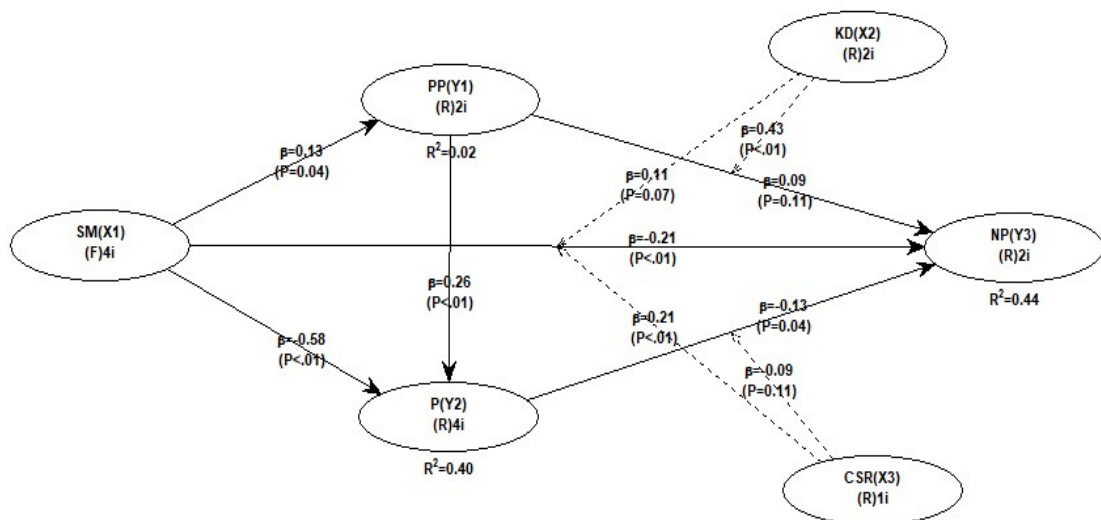 KD(X2)
(R)2i
PP(Y1)
(R)2i
R²=0.02
β=0.13
(P=0.04)
β=0.43
(P<.01)
β=0.11
(P=0.07)
β=0.09
(P=0.11)
SM(X1)
(F)4i
β=-0.21
(P<.01)
NP(Y3)
(R)2i
R²=0.44
β=0.26
(P<.01)
β=-0.58
(P<.01)
β=0.21
(P<.01)
β=-0.13
(P=0.04)
β=-0.09
(P=0.11)
P(Y2)
(R)4i
R²=0.40
CSR(X3)
(R)1i